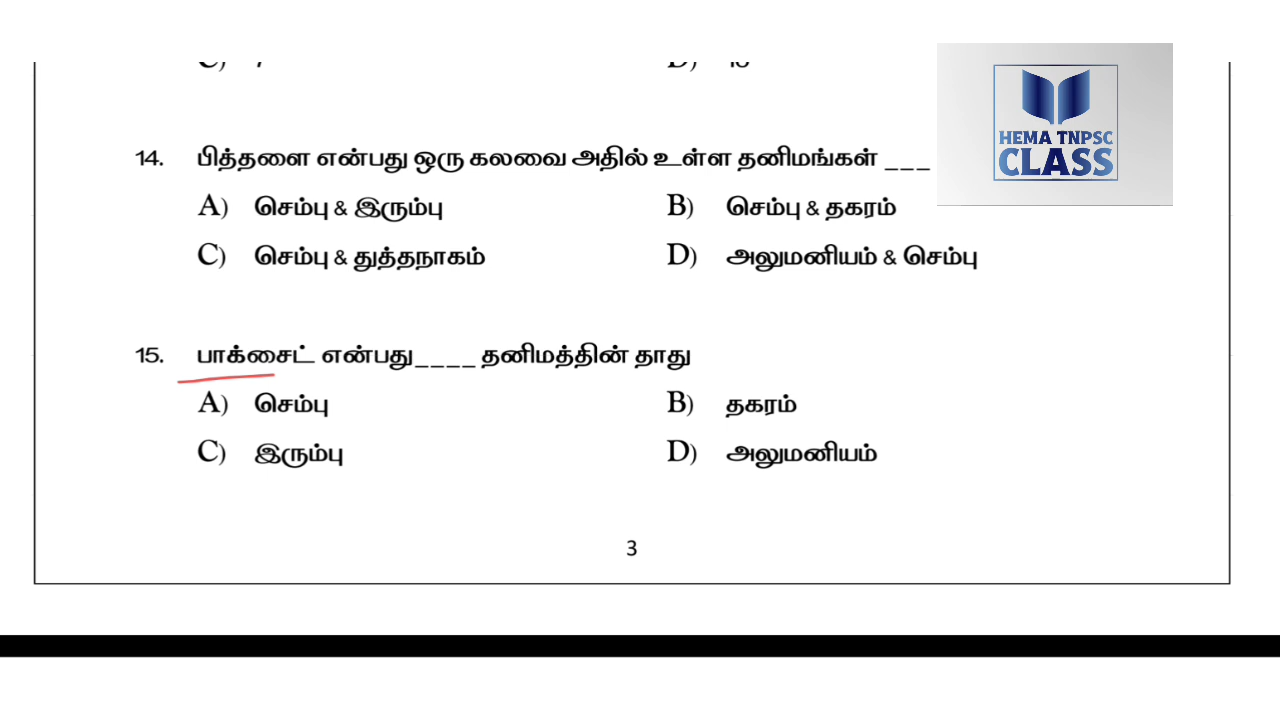 HEMA TNPSC
CLASS
14. பித்தளை என்பது ஒரு கலவை அதில் உள்ள தனிமங்கள் ___
A) செம்பு & இரும்பு B) செம்பு & தகரம்
C) செம்பு & துத்தநாகம் D) அலுமனியம் & செம்பு
15. பாக்சைட் என்பது____ தனிமத்தின் தாது
A) செம்பு B) தகரம்
C) இரும்பு D) அலுமனியம்
3